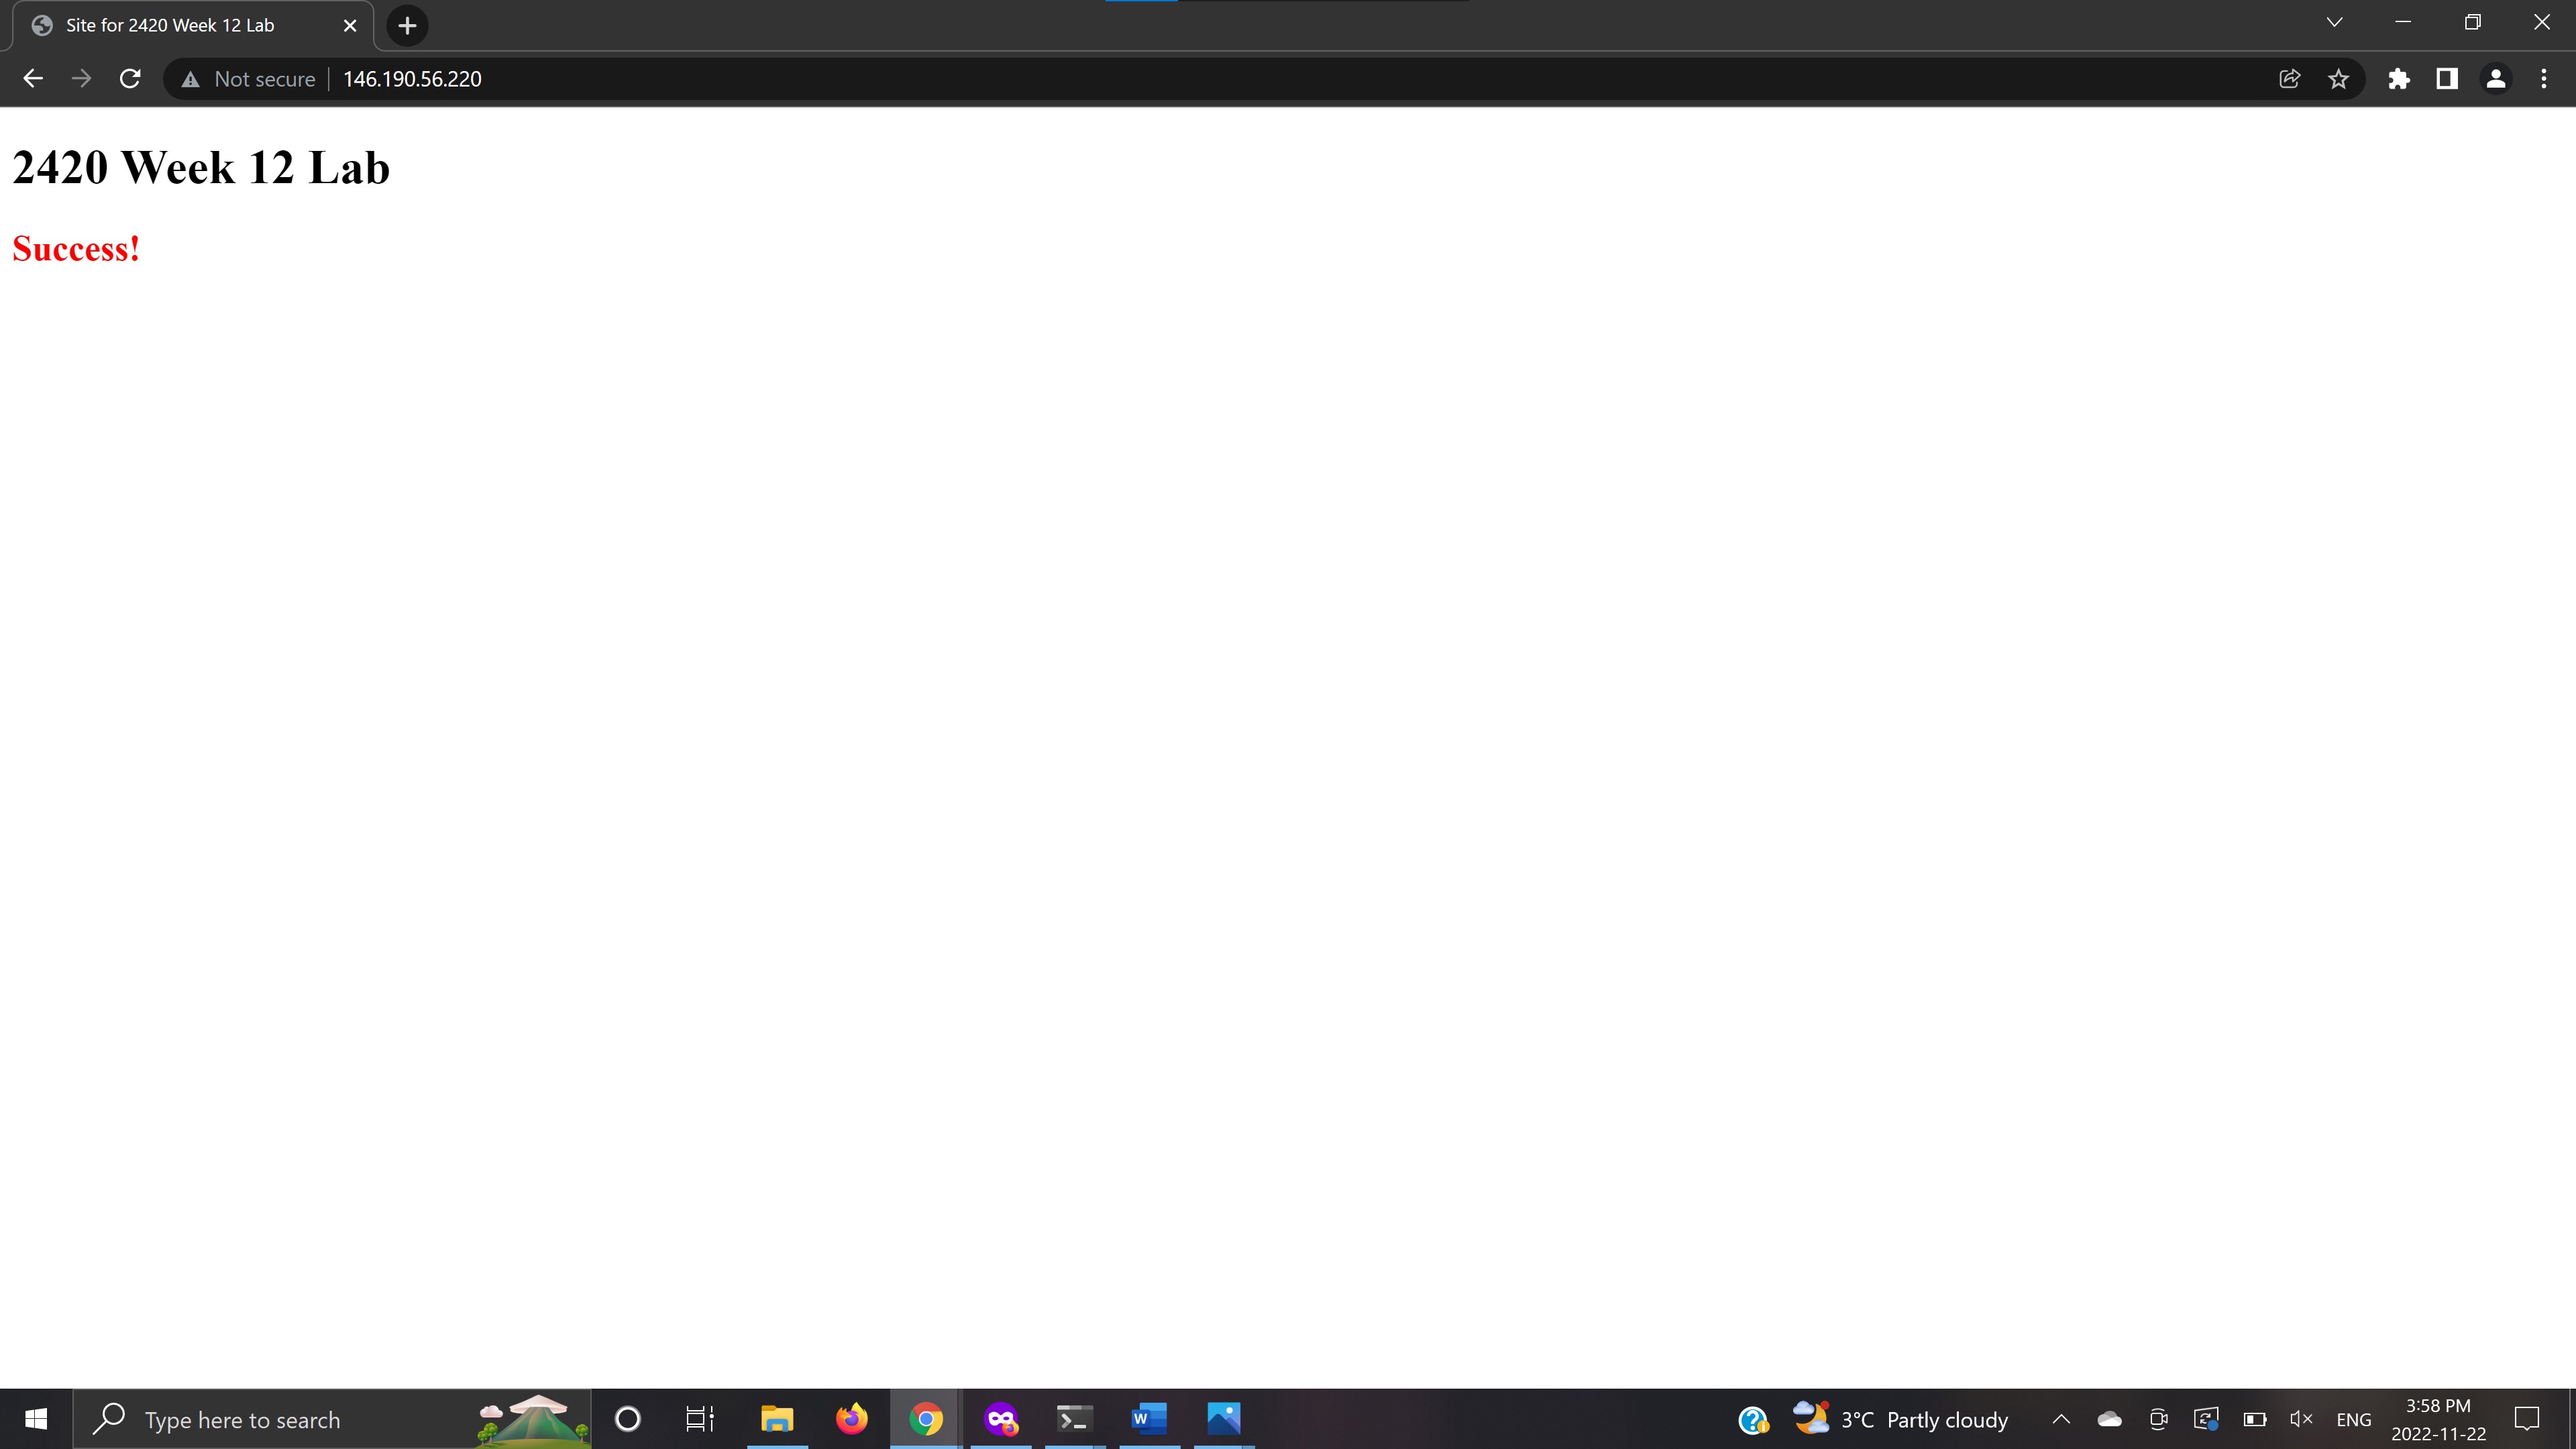 Site for 2420 Week 12 Lab
Not secure 146.190.56.220
2420 Week 12 Lab
Success!
Type here to search
W
3°C Partly cloudy
ENG
3:58 PM
2022-11-22